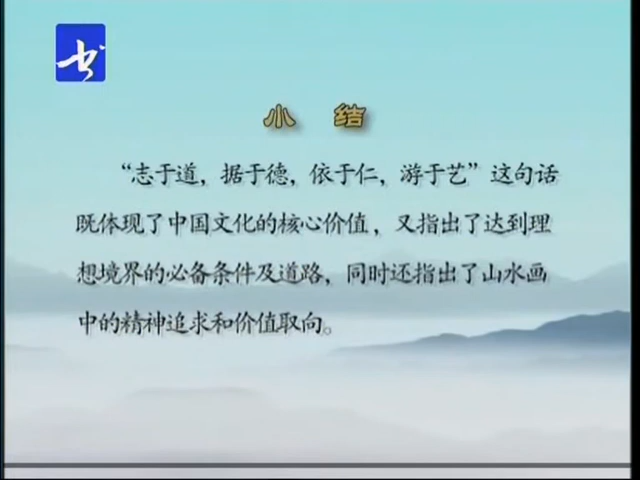 书
小 结
“志于道，据于德，依于仁，游于艺”这句话
既体现了中国文化的核心价值，又指出了达到理
想境界的必备条件及道路，同时还指出了山水画
中的精神追求和价值取向。